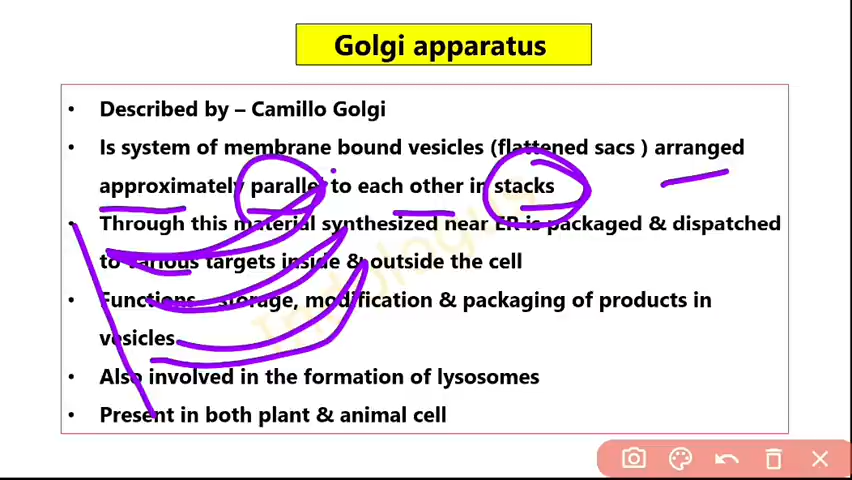 Golgi apparatus
• Described by – Camillo Golgi
• Is system of membrane bound vesicles (flattened sacs ) arranged
approximately parallel to each other in stacks
• Through this material synthesized near ER is packaged & dispatched
to various targets inside & outside the cell
• Functions – storage, modification & packaging of products in
vesicles
• Also involved in the formation of lysosomes
• Present in both plant & animal cell